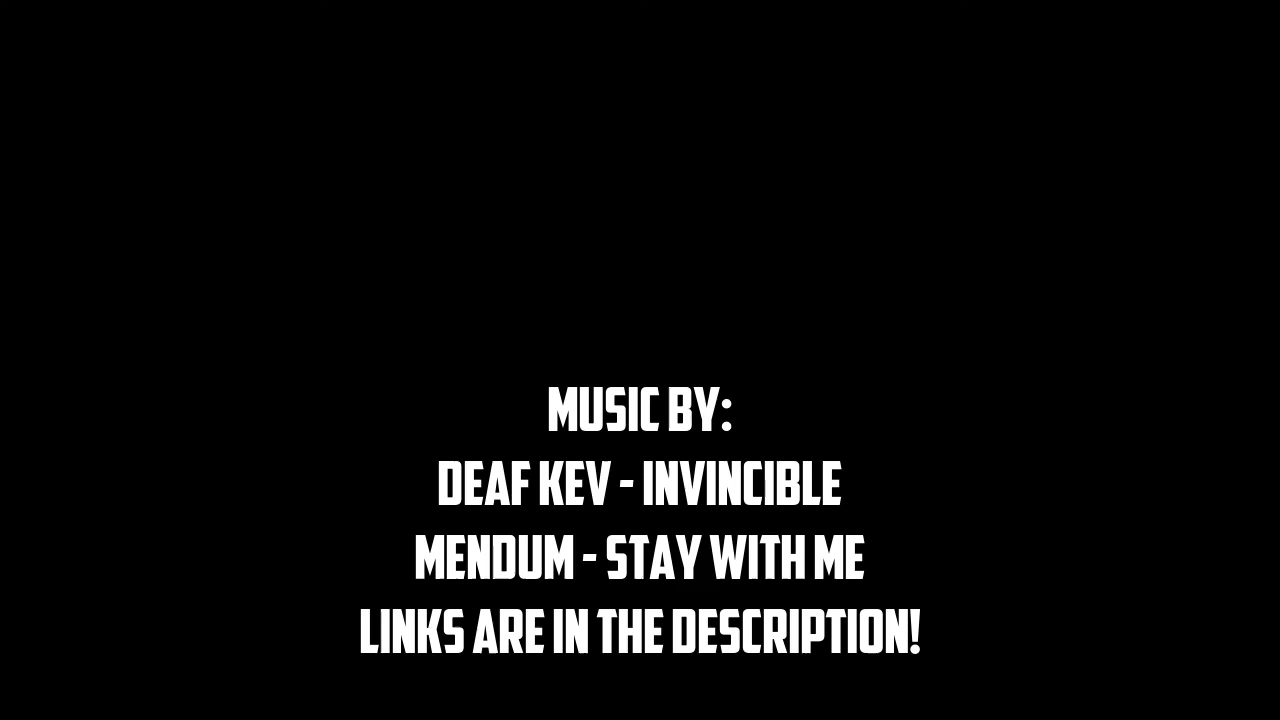 MUSIC BY:
DEAF KEV - INVINCIBLE
MENDUM - STAY WITH ME
LINKS ARE IN THE DESCRIPTION!